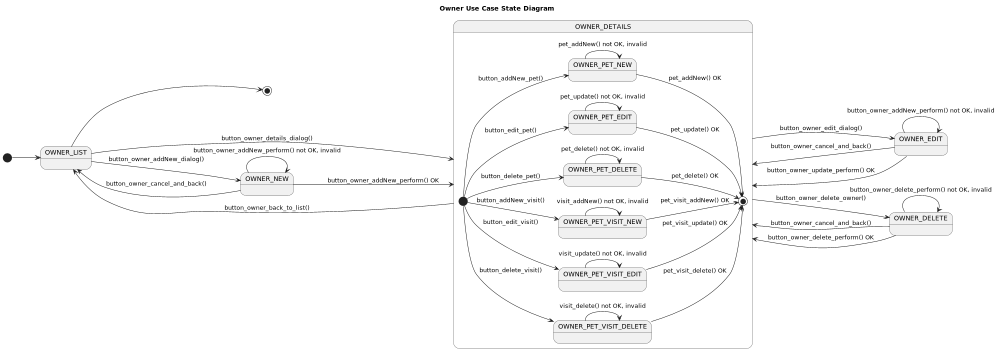 Owner Use Case State Diagram
OWNER_DETAILS
pet_addNew() not OK, invalid
OWNER_PET_NEW
button_addNew_pet()
pet_addNew() OK
pet_update() not OK, invalid
OWNER_PET_EDIT
button_edit_pet()
pet_update() OK
pet_delete() not OK, invalid
OWNER_PET_DELETE
button_delete_pet()
pet_delete() OK
visit_addNew() not OK, invalid
OWNER_PET_VISIT_NEW
button_addNew_visit()
pet_visit_addNew() OK
button_edit_visit()
pet_visit_update() OK
visit_update() not OK, invalid
OWNER_PET_VISIT_EDIT
button_delete_visit()
pet_visit_delete() OK
visit_delete() not OK, invalid
OWNER_PET_VISIT_DELETE
OWNER_LIST
button_owner_details_dialog()
button_owner_addNew_perform() not OK, invalid
button_owner_addNew_dialog()
OWNER_NEW
button_owner_cancel_and_back()
button_owner_addNew_perform() OK
button_owner_back_to_list()
button_owner_addNew_perform() not OK, invalid
button_owner_edit_dialog()
OWNER_EDIT
button_owner_cancel_and_back()
button_owner_update_perform() OK
button_owner_delete_perform() not OK, invalid
button_owner_delete_owner()
OWNER_DELETE
button_owner_cancel_and_back()
button_owner_delete_perform() OK